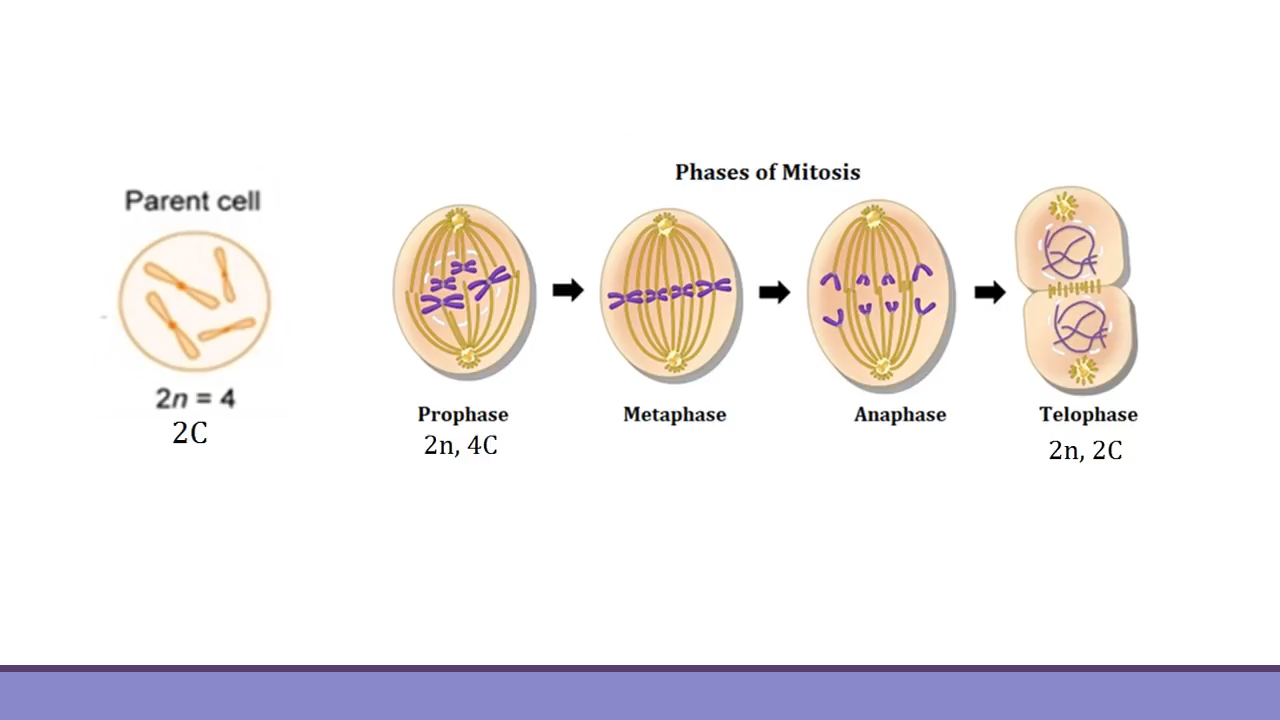 Phases of Mitosis
Parent cell
2n = 4
2C
Prophase
2n, 4C
Metaphase
Anaphase
Telophase
2n, 2C